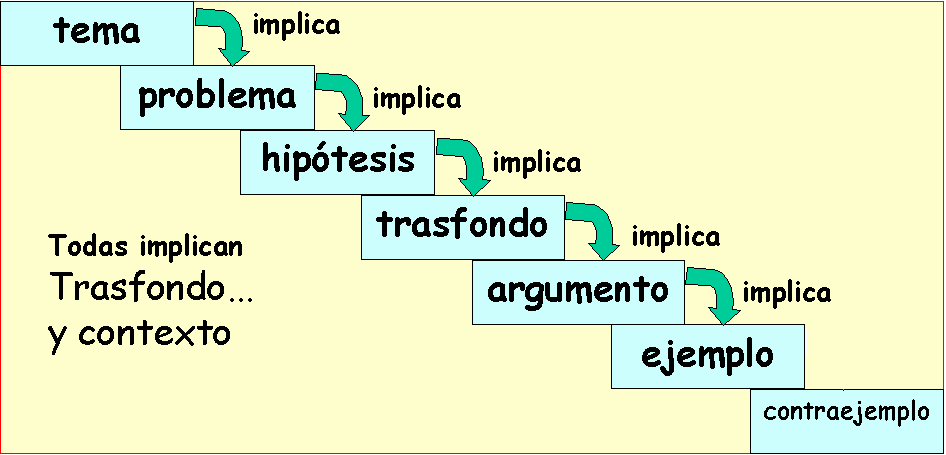 tema
implica
problema
implica
hipótesis
implica
trasfondo
implica
argumento
implica
ejemplo
contraejemplo
Todas implican
Trasfondo...
y contexto